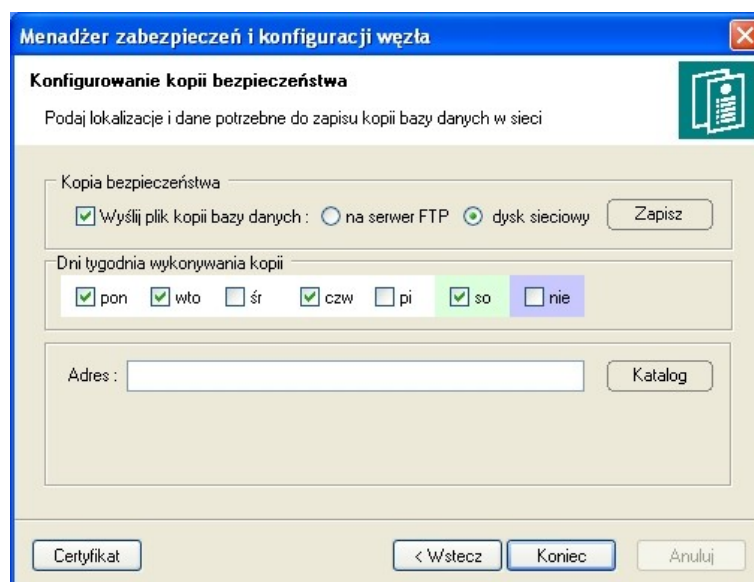 Menadżer zabezpieczeń i konfiguracji węzła
Konfigurowanie kopii bezpieczeństwa
Podaj lokalizacje i dane potrzebne do zapisu kopii bazy danych w sieci
Kopia bezpieczeństwa
Wyślij plik kopii bazy danych : na serwer FTP dysk sieciowy Zapisz
Dni tygodnia wykonywania kopii
pon wto śr czw pi so nie
Adres : Katalog
Certyfikat < Wstecz Koniec Anuluj